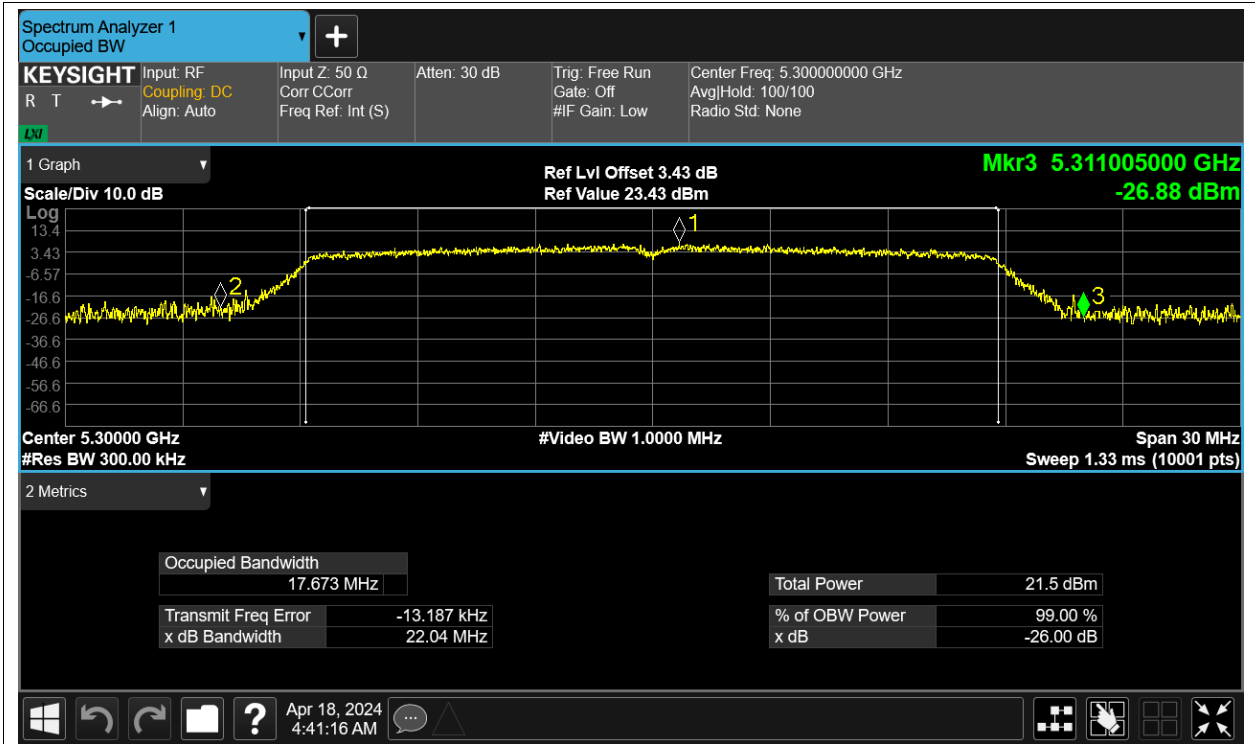 Spectrum Analyzer 1
Occupied BW
KEYSIGHT
R T
LXI
Input: RF
Coupling: DC
Align: Auto
Input Z: 50 Ω
Corr CCorr
Freq Ref: Int (S)
Atten: 30 dB
Trig: Free Run
Gate: Off
#IF Gain: Low
Center Freq: 5.300000000 GHz
Avg|Hold: 100/100
Radio Std: None
1 Graph
Scale/Div 10.0 dB
Ref Lvl Offset 3.43 dB
Ref Value 23.43 dBm
Mkr3 5.311005000 GHz
-26.88 dBm
Log
13.4
3.43
-6.57
-16.6
-26.6
-36.6
-46.6
-56.6
-66.6
1
2
3
Center 5.30000 GHz
#Res BW 300.00 kHz
#Video BW 1.0000 MHz
Span 30 MHz
Sweep 1.33 ms (10001 pts)
2 Metrics
Occupied Bandwidth
17.673 MHz
Transmit Freq Error -13.187 kHz
x dB Bandwidth 22.04 MHz
Total Power 21.5 dBm
% of OBW Power 99.00 %
x dB -26.00 dB
?
Apr 18, 2024
4:41:16 AM